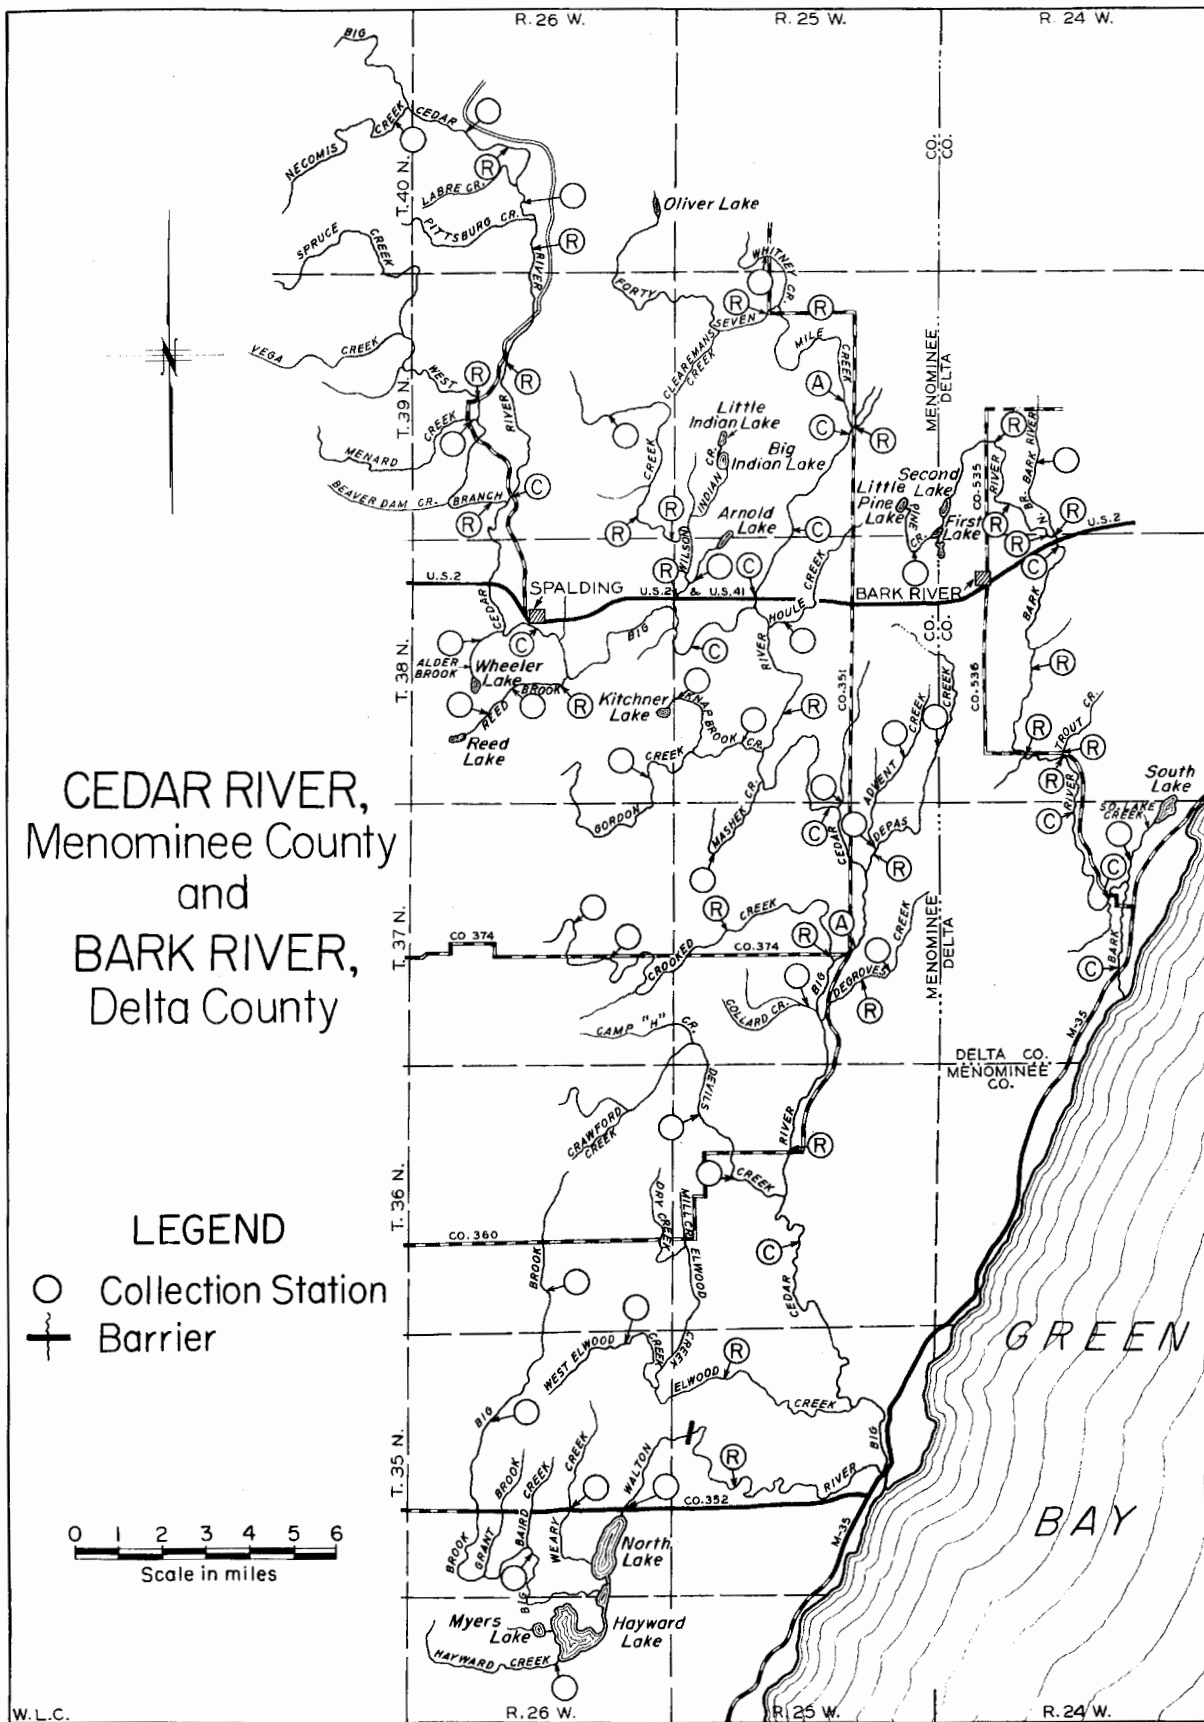 R. 26 W.
R. 25 W.
R. 24 W.
BIG
CEDAR
CREEK
NECOMIS
R
LABRE CR.
T. 40 N.
PITTSBURG CR.
R
RIVER
SPRUCE
CREEK
Oliver Lake
CO.
CO.
WHITNEY CR.
FORTY
SEVEN
R
R
MILE
CREEK
CLEAREMANS
CREEK
VEGA
CREEK
WEST
R
R
RIVER
T. 39 N.
MENOMINEE
DELTA
A
CREEK
MENARD
Little
Indian Lake
C
R
R
Big
Indian Lake
INDIAN CR.
CREEK
BEAVER DAM CR.
BRANCH
C
R
R
R
WILSON
Arnold
Lake
C
Second
Lake
Little
Pine
Lake
PINE
CR.
First
Lake
CO-535
RIVER
N. BR. BARK RIVER
R
R
R
C
U.S.2
U.S.2
SPALDING
R
C
U.S.2 & U.S.41
HOULE CREEK
BARK RIVER
CEDAR
C
BIG
C
RIVER
CO.
CO.
BARK
R
T. 38 N.
ALDER
BROOK
Wheeler
Lake
REED
BROOK
R
Reed
Lake
Kitchner
Lake
KNAP BROOK CR.
R
CO.351
CO-536
ADVENT CREEK
CREEK
R
TROUT CR.
R
R
RIVER
C
South
Lake
SO. LAKE
CREEK
GORDON
CREEK
MASHEK CR.
C
CEDAR
DEPAS
R
C
CEDAR RIVER,
Menominee County
and
BARK RIVER,
Delta County
T. 37 N.
CO 374
R
CREEK
CROOKED
CO.374
R
A
BIG
DEGROVES CREEK
R
MENOMINEE
DELTA
C
BARK
GOLLARD CR.
M-35
CAMP "H" CR.
DELTA CO.
MENOMINEE
CO.
DEVILS
CREEK
CRAWFORD
CREEK
RIVER
R
T. 36 N.
DRY CREEK
MILL CR.
CO. 360
C
CEDAR
BROOK
ELWOOD
CREEK
LEGEND
Collection Station
Barrier
WEST ELWOOD
CREEK
R
ELWOOD
CREEK
GREEN
BAY
BIG
T. 35 N.
BROOK
GRANT
BROOK
BAIRD CREEK
WEARY
CREEK
WALTON
R
RIVER
BIG
CO.352
M-35
North
Lake
BIG
0 1 2 3 4 5 6
Scale in miles
Myers
Lake
Hayward
Lake
HAYWARD CREEK
W.L.C.
R. 26 W.
R. 25 W.
R. 24 W.